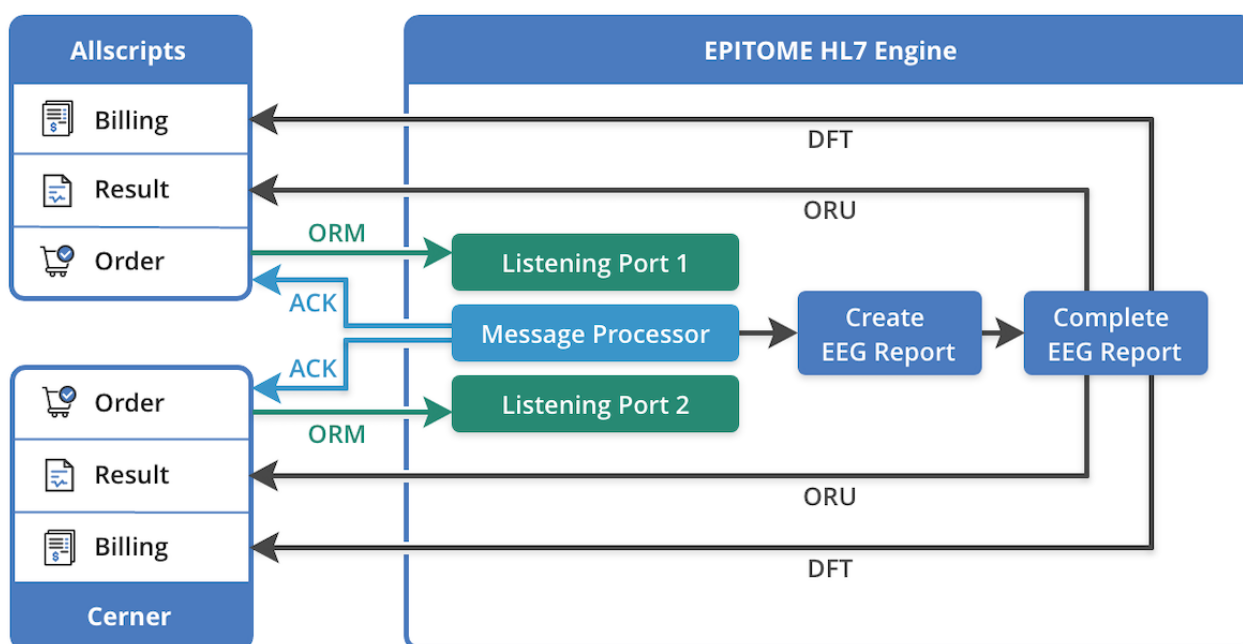 Allscripts
EPITOME HL7 Engine
Billing
DFT
Result
ORU
ORM
Order
Listening Port 1
ACK
Message Processor
Create
EEG Report
Complete
EEG Report
ACK
Order
Listening Port 2
ORM
Result
ORU
Billing
DFT
Cerner